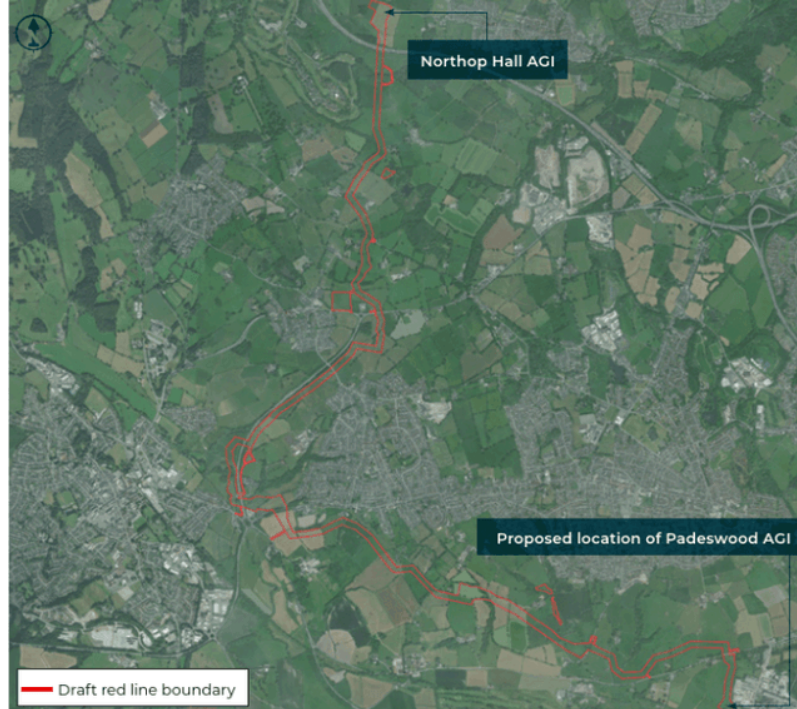 Northop Hall AGI
Proposed location of Padeswood AGI
Draft red line boundary